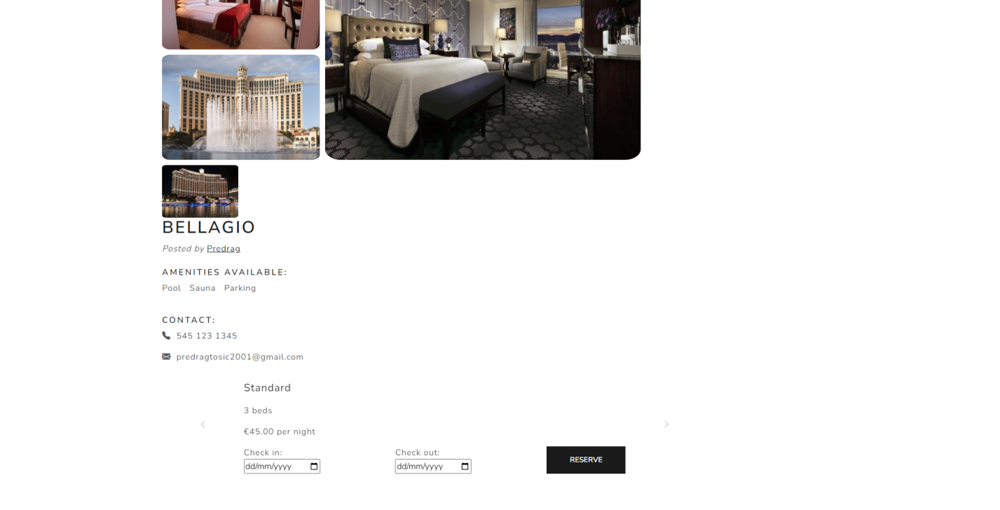 BELLAGIO
Posted by Predrag
AMENITIES AVAILABLE:
Pool Sauna Parking
CONTACT:
545 123 1345
predragtosic2001@gmail.com
Standard
3 beds
€45.00 per night
Check in: Check out:
dd/mm/yyyy dd/mm/yyyy RESERVE